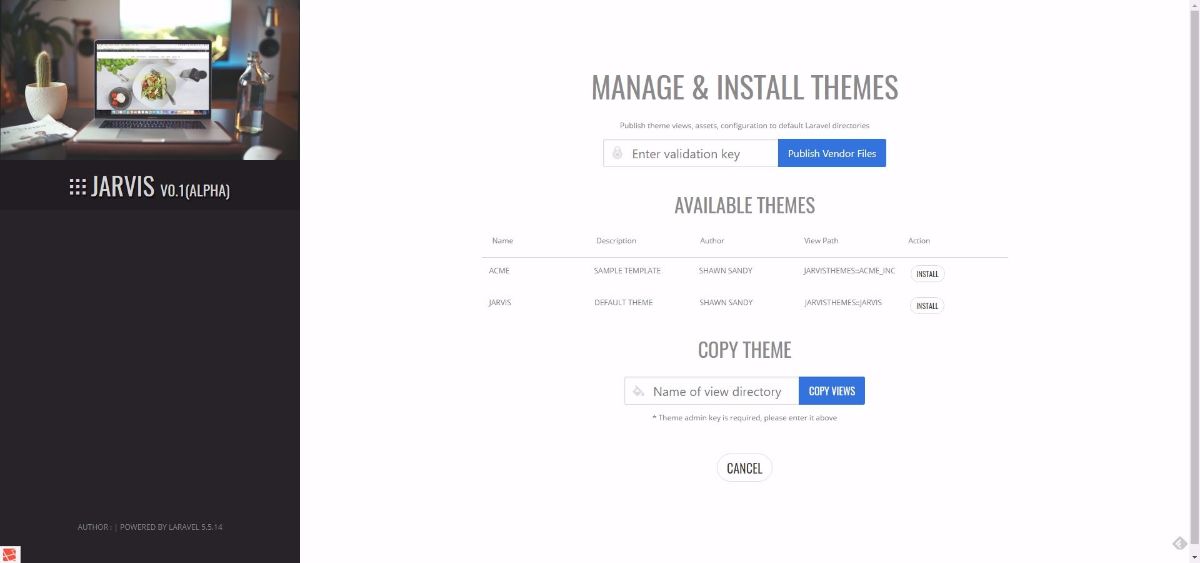 JARVIS V0.1(ALPHA)
AUTHOR : | POWERED BY LARAVEL 5.5.14
MANAGE & INSTALL THEMES
Publish theme views, assets, configuration to default Laravel directories
Enter validation key Publish Vendor Files
AVAILABLE THEMES
Name Description Author View Path Action
ACME SAMPLE TEMPLATE SHAWN SANDY JARVISTHEMES::ACME_INC INSTALL
JARVIS DEFAULT THEME SHAWN SANDY JARVISTHEMES::JARVIS INSTALL
COPY THEME
Name of view directory COPY VIEWS
* Theme admin key is required, please enter it above
CANCEL